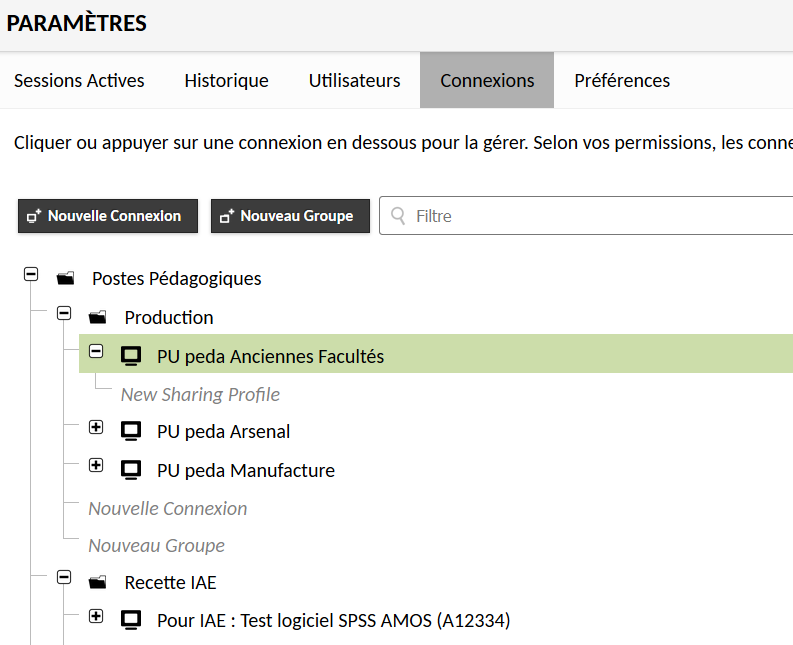 PARAMÈTRES
Sessions Actives Historique Utilisateurs Connexions Préférences
Cliquer ou appuyer sur une connexion en dessous pour la gérer. Selon vos permissions, les
Nouvelle Connexion Nouveau Groupe Filtre
Postes Pédagogiques
Production
PU peda Anciennes Facultés
New Sharing Profile
PU peda Arsenal
PU peda Manufacture
Nouvelle Connexion
Nouveau Groupe
Recette IAE
Pour IAE : Test logiciel SPSS AMOS (A12334)